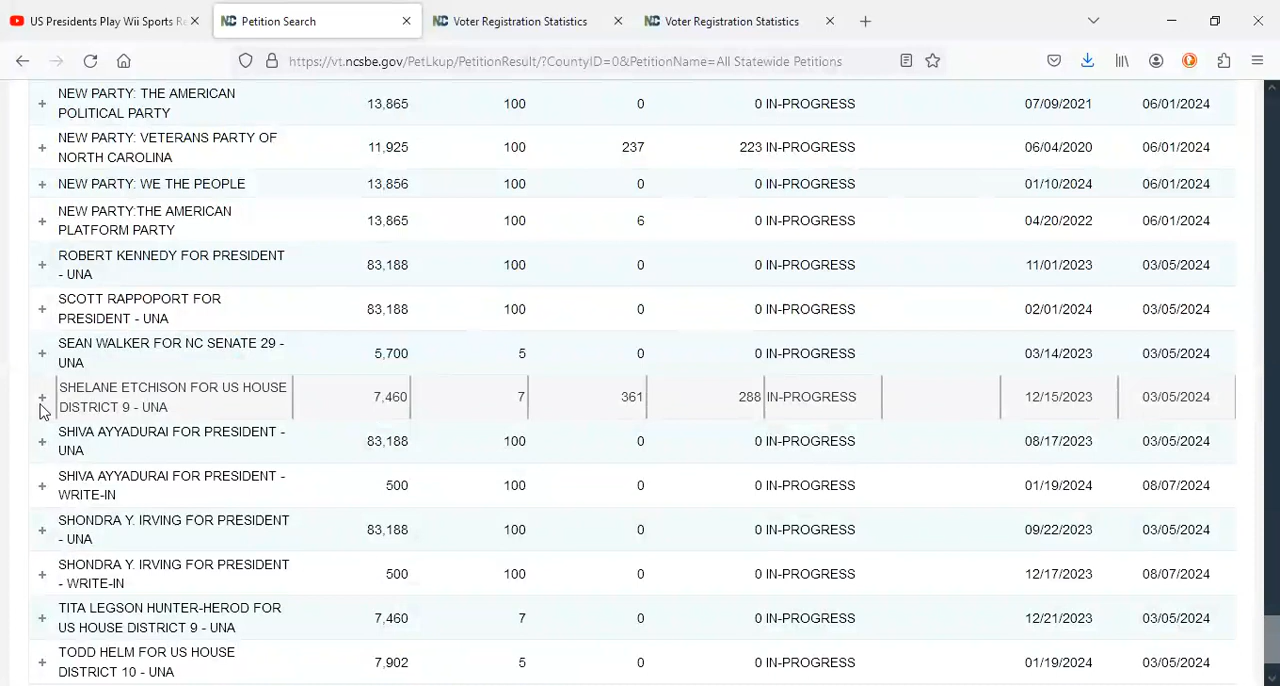 US Presidents Play Wii Sports Re
Petition Search
Voter Registration Statistics
Voter Registration Statistics
https://vt.ncsbe.gov/PetLkup/PetitionResult/?CountyID=0&PetitionName=All Statewide Petitions
NEW PARTY: THE AMERICAN
POLITICAL PARTY 13,865 100 0 0 IN-PROGRESS 07/09/2021 06/01/2024
NEW PARTY: VETERANS PARTY OF
NORTH CAROLINA 11,925 100 237 223 IN-PROGRESS 06/04/2020 06/01/2024
NEW PARTY: WE THE PEOPLE 13,856 100 0 0 IN-PROGRESS 01/10/2024 06/01/2024
NEW PARTY:THE AMERICAN
PLATFORM PARTY 13,865 100 6 0 IN-PROGRESS 04/20/2022 06/01/2024
ROBERT KENNEDY FOR PRESIDENT
- UNA 83,188 100 0 0 IN-PROGRESS 11/01/2023 03/05/2024
SCOTT RAPPOPORT FOR
PRESIDENT - UNA 83,188 100 0 0 IN-PROGRESS 02/01/2024 03/05/2024
SEAN WALKER FOR NC SENATE 29 -
UNA 5,700 5 0 0 IN-PROGRESS 03/14/2023 03/05/2024
SHELANE ETCHISON FOR US HOUSE
DISTRICT 9 - UNA 7,460 7 361 288 IN-PROGRESS 12/15/2023 03/05/2024
SHIVA AYYADURAI FOR PRESIDENT -
UNA 83,188 100 0 0 IN-PROGRESS 08/17/2023 03/05/2024
SHIVA AYYADURAI FOR PRESIDENT -
WRITE-IN 500 100 0 0 IN-PROGRESS 01/19/2024 08/07/2024
SHONDRA Y. IRVING FOR PRESIDENT
- UNA 83,188 100 0 0 IN-PROGRESS 09/22/2023 03/05/2024
SHONDRA Y. IRVING FOR PRESIDENT
- WRITE-IN 500 100 0 0 IN-PROGRESS 12/17/2023 08/07/2024
TITA LEGSON HUNTER-HEROD FOR
US HOUSE DISTRICT 9 - UNA 7,460 7 0 0 IN-PROGRESS 12/21/2023 03/05/2024
TODD HELM FOR US HOUSE
DISTRICT 10 - UNA 7,902 5 0 0 IN-PROGRESS 01/19/2024 03/05/2024